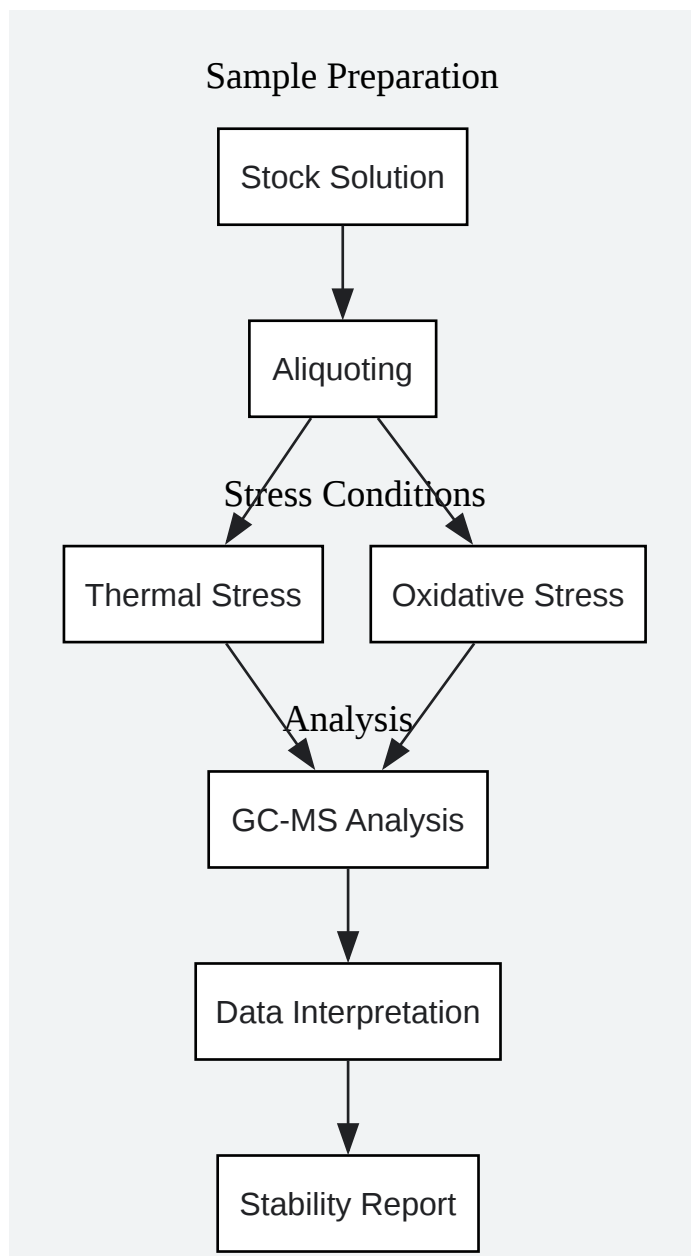 Sample Preparation
Stock Solution
Aliquoting
Stress Conditions
Thermal Stress
Oxidative Stress
Analysis
GC-MS Analysis
Data Interpretation
Stability Report